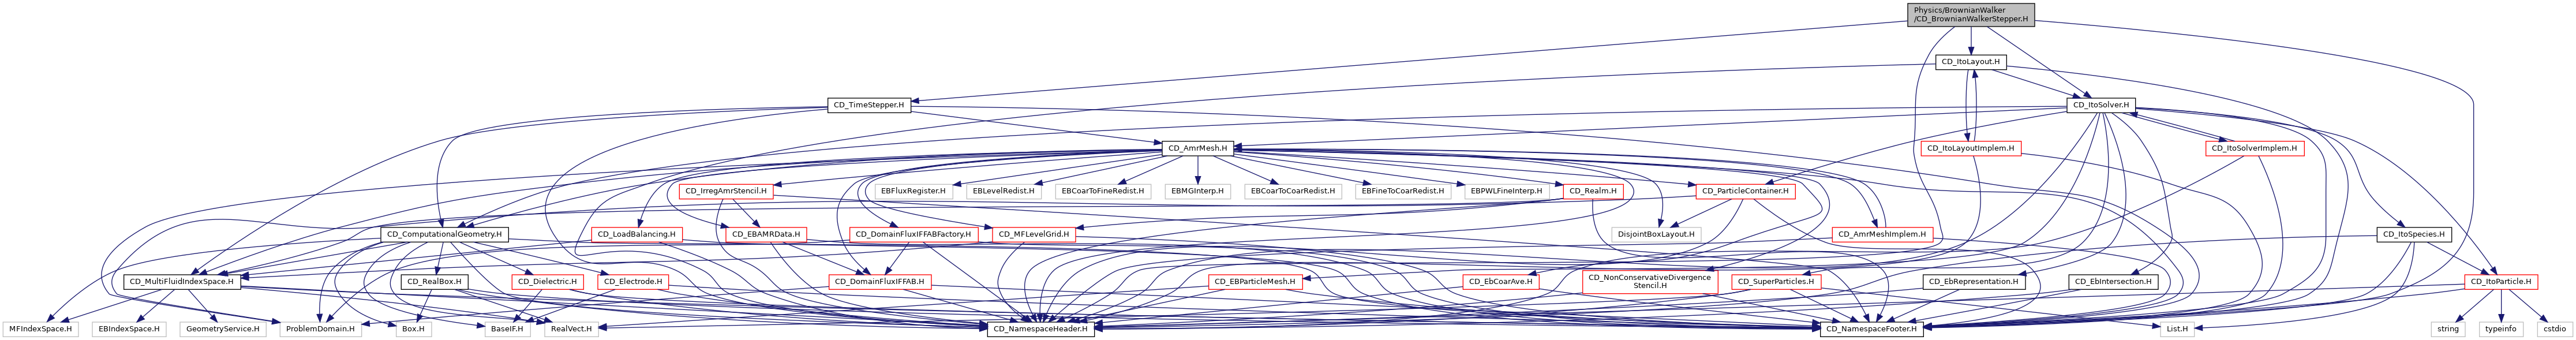 Physics/BrownianWalker
/CD_BrownianWalkerStepper.H
CD_ItoLayout.H
CD_TimeStepper.H
CD_ItoSolver.H
CD_AmrMesh.H
CD_ItoLayoutImplem.H
CD_ItoSolverImplem.H
CD_IrregAmrStencil.H
EBFluxRegister.H
EBLevelRedist.H
EBCoarToFineRedist.H
EBMGInterp.H
EBCoarToCoarRedist.H
EBFineToCoarRedist.H
EBPWLFineInterp.H
CD_Realm.H
CD_ParticleContainer.H
CD_ComputationalGeometry.H
CD_LoadBalancing.H
CD_EBAMRData.H
CD_DomainFluxIFFABFactory.H
CD_MFLevelGrid.H
DisjointBoxLayout.H
CD_AmrMeshImplem.H
CD_ItoSpecies.H
CD_MultiFluidIndexSpace.H
CD_RealBox.H
CD_Dielectric.H
CD_Electrode.H
CD_DomainFluxIFFAB.H
CD_EBParticleMesh.H
CD_EbCoarAve.H
CD_NonConservativeDivergence
Stencil.H
CD_SuperParticles.H
CD_EbRepresentation.H
CD_EbIntersection.H
CD_ItoParticle.H
MFIndexSpace.H
EBIndexSpace.H
GeometryService.H
ProblemDomain.H
Box.H
BaseIF.H
RealVect.H
CD_NamespaceHeader.H
CD_NamespaceFooter.H
List.H
string
typeinfo
cstdio